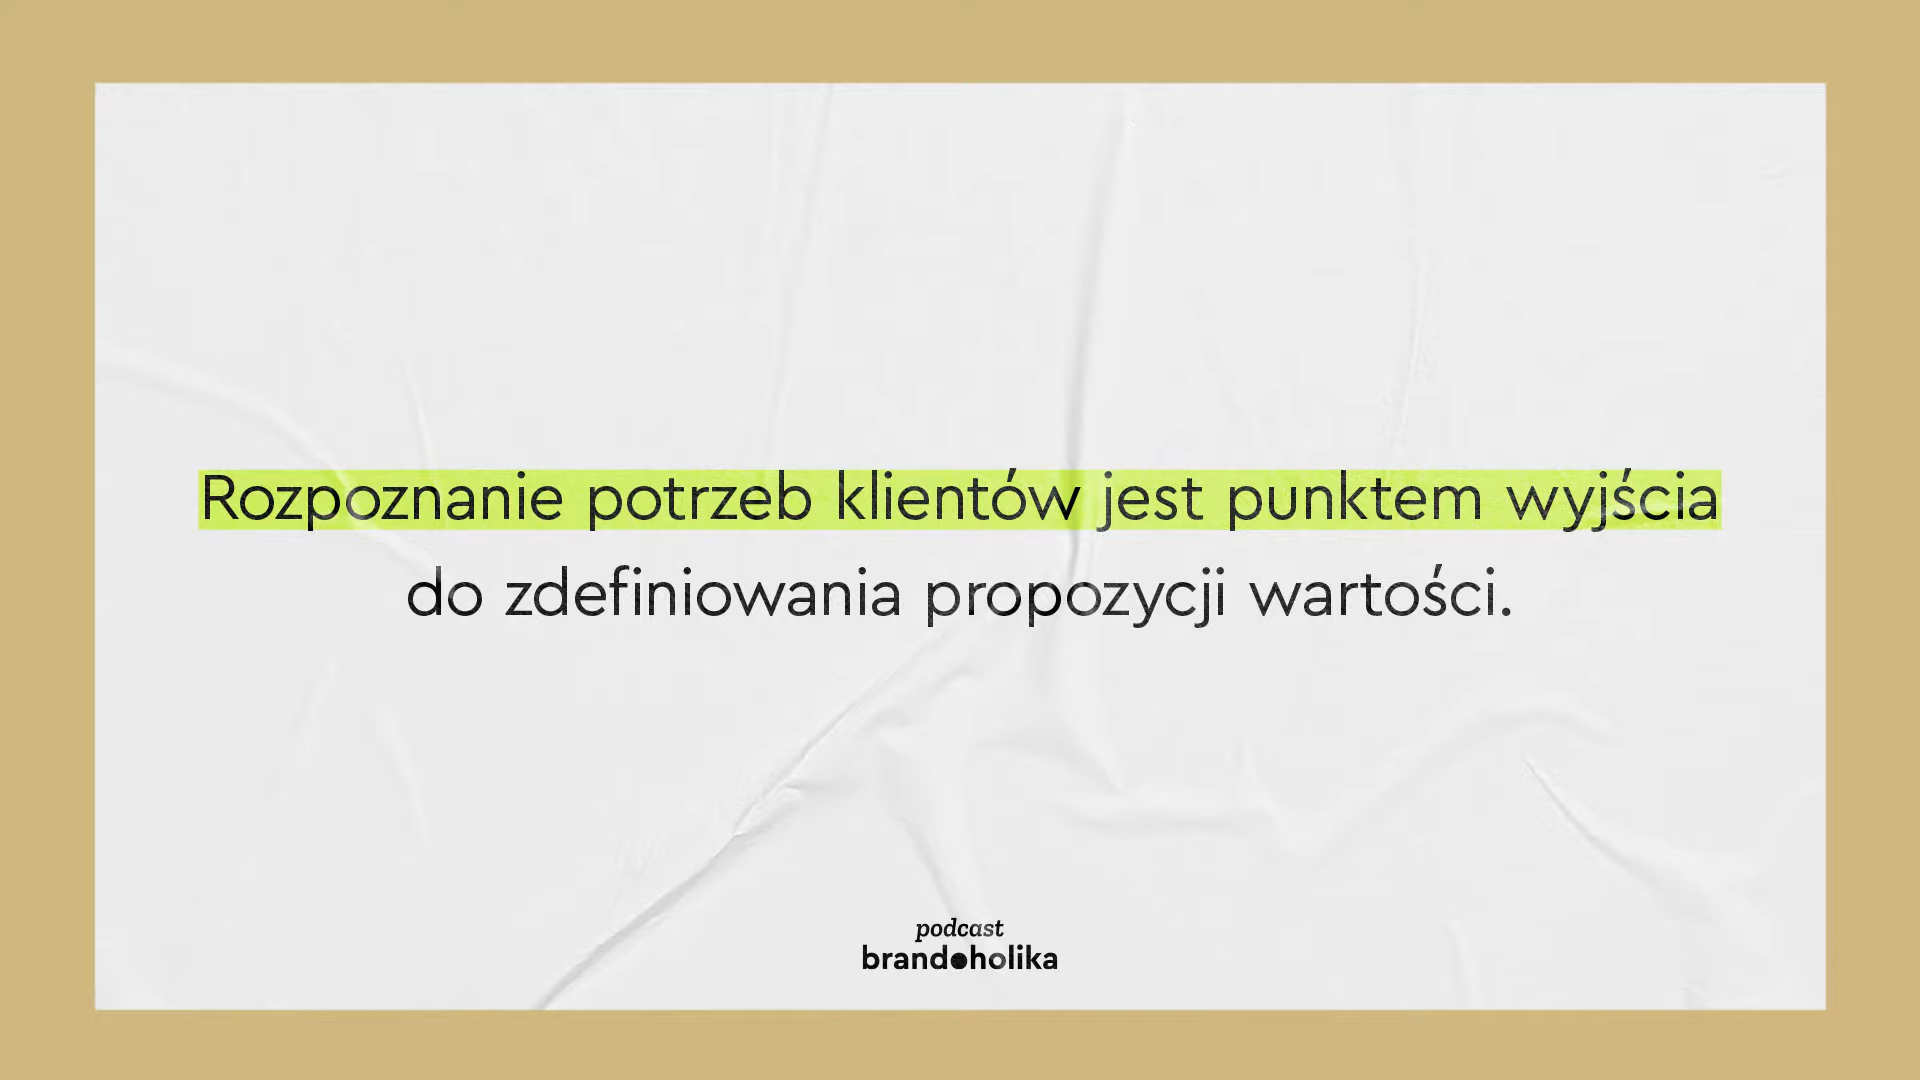 Rozpoznanie potrzeb klientów jest punktem wyjścia
do zdefiniowania propozycji wartości.
podcast
brandoholika